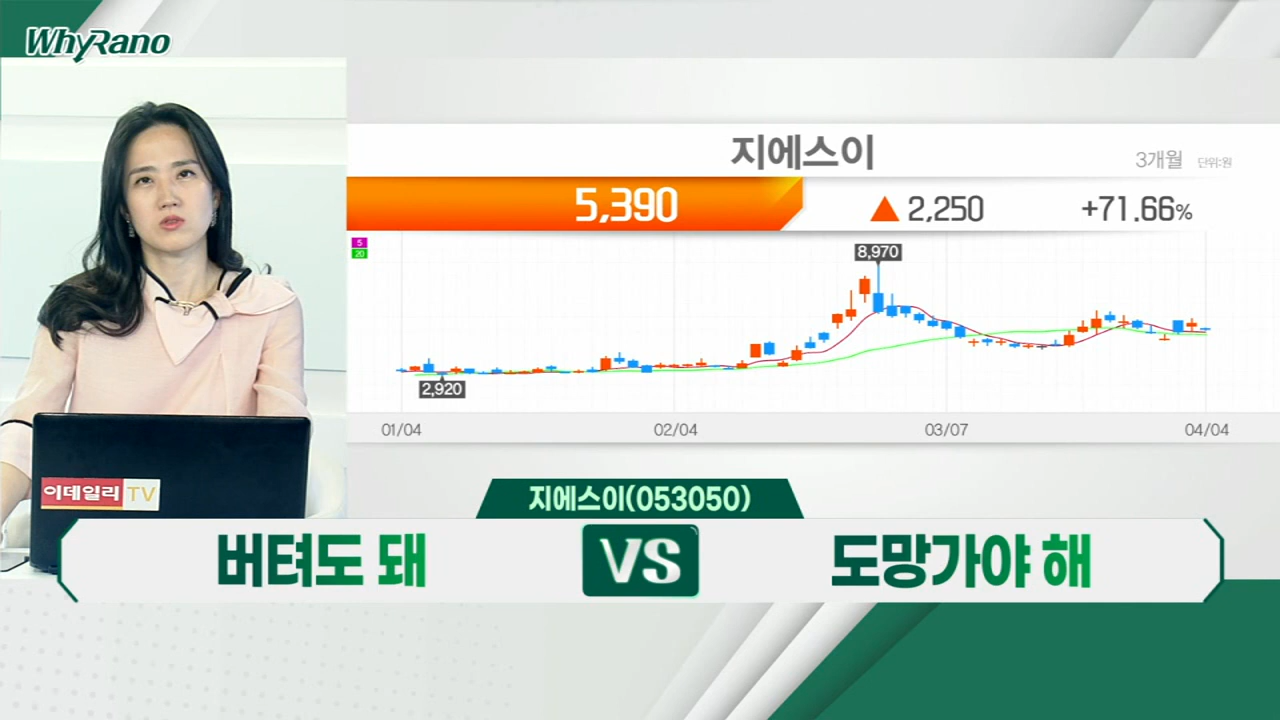 WhyRano
지에스이
3개월 단위:원
5,390 ▲ 2,250 +71.66%
5
20
8,970
2,920
01/04 02/04 03/07 04/04
이데일리TV
지에스이(053050)
버텨도 돼 VS 도망가야 해